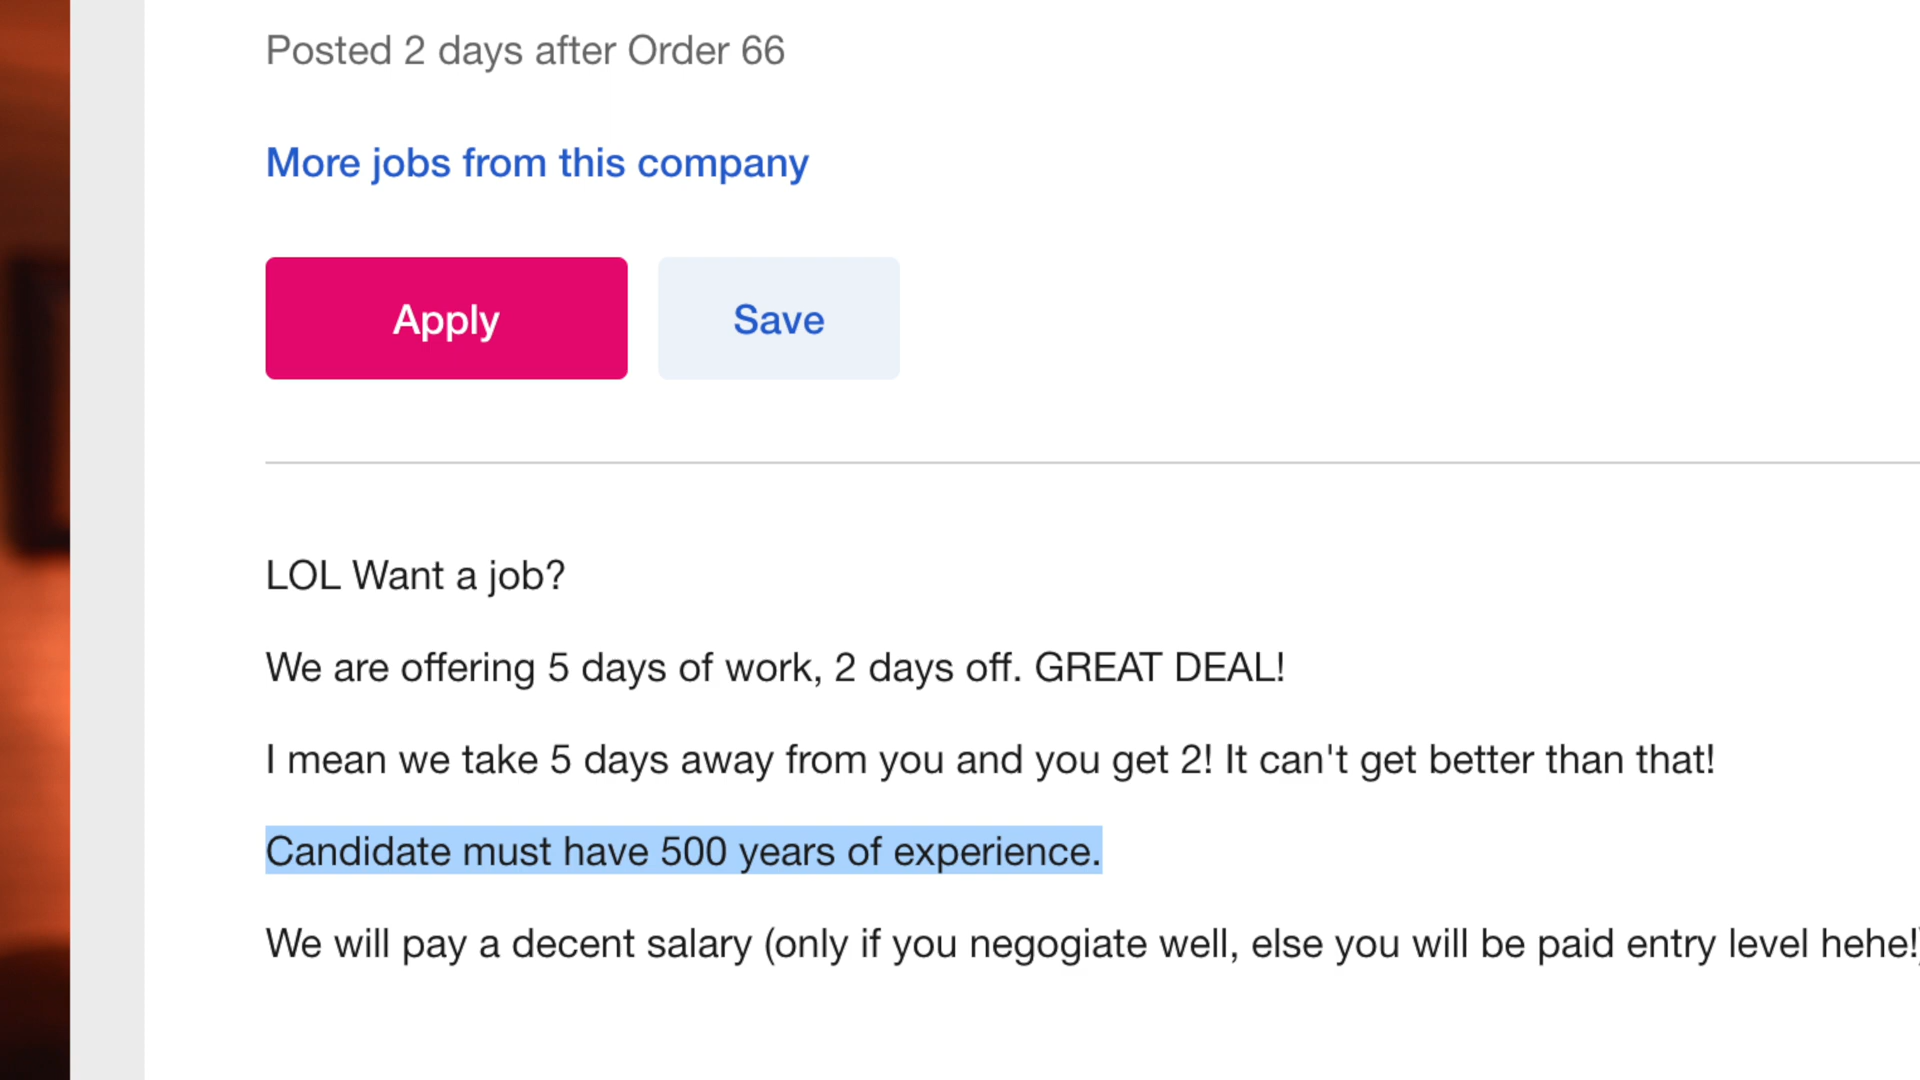 Posted 2 days after Order 66
More jobs from this company
Apply
Save
LOL Want a job?
We are offering 5 days of work, 2 days off. GREAT DEAL!
I mean we take 5 days away from you and you get 2! It can't get better than that!
Candidate must have 500 years of experience.
We will pay a decent salary (only if you negogiate well, else you will be paid entry level hehe!)